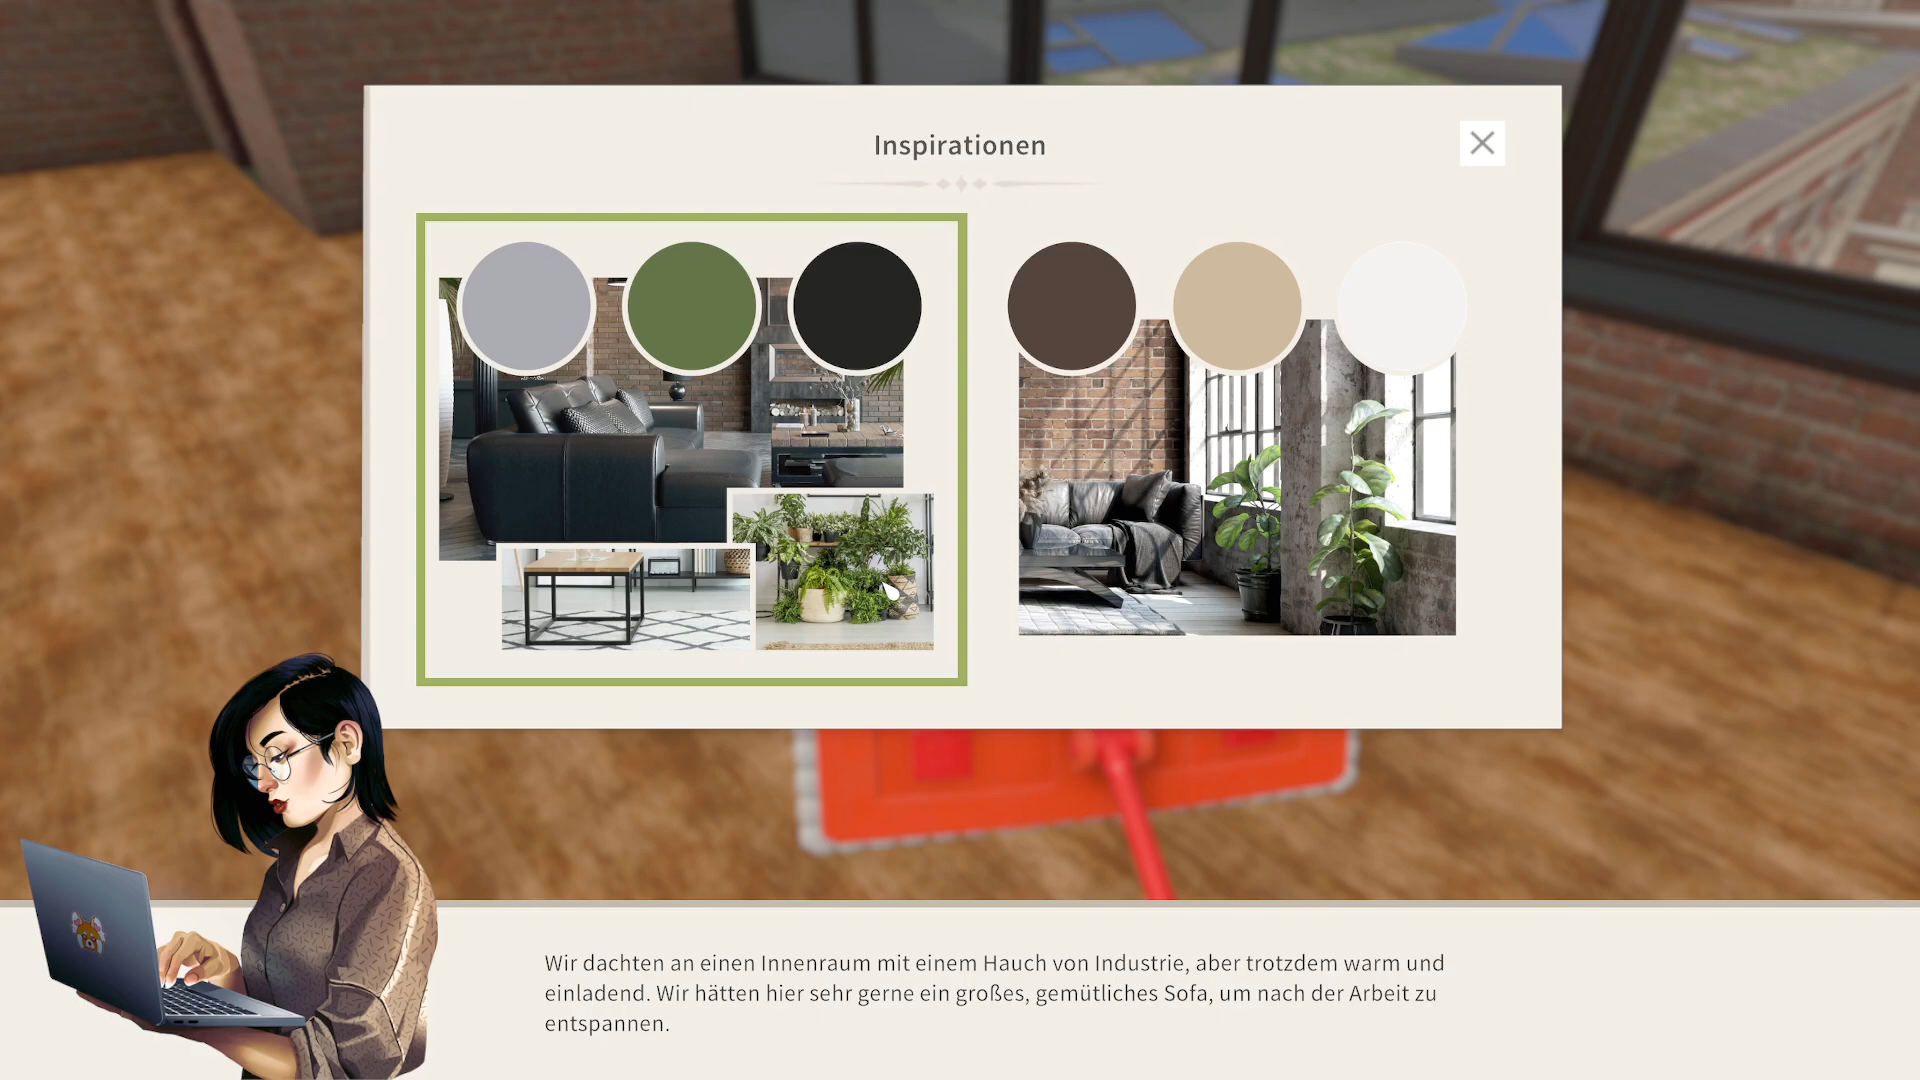 Inspirationen
Wir dachten an einen Innenraum mit einem Hauch von Industrie, aber trotzdem warm und
einladend. Wir hätten hier sehr gerne ein großes, gemütliches Sofa, um nach der Arbeit zu
entspannen.